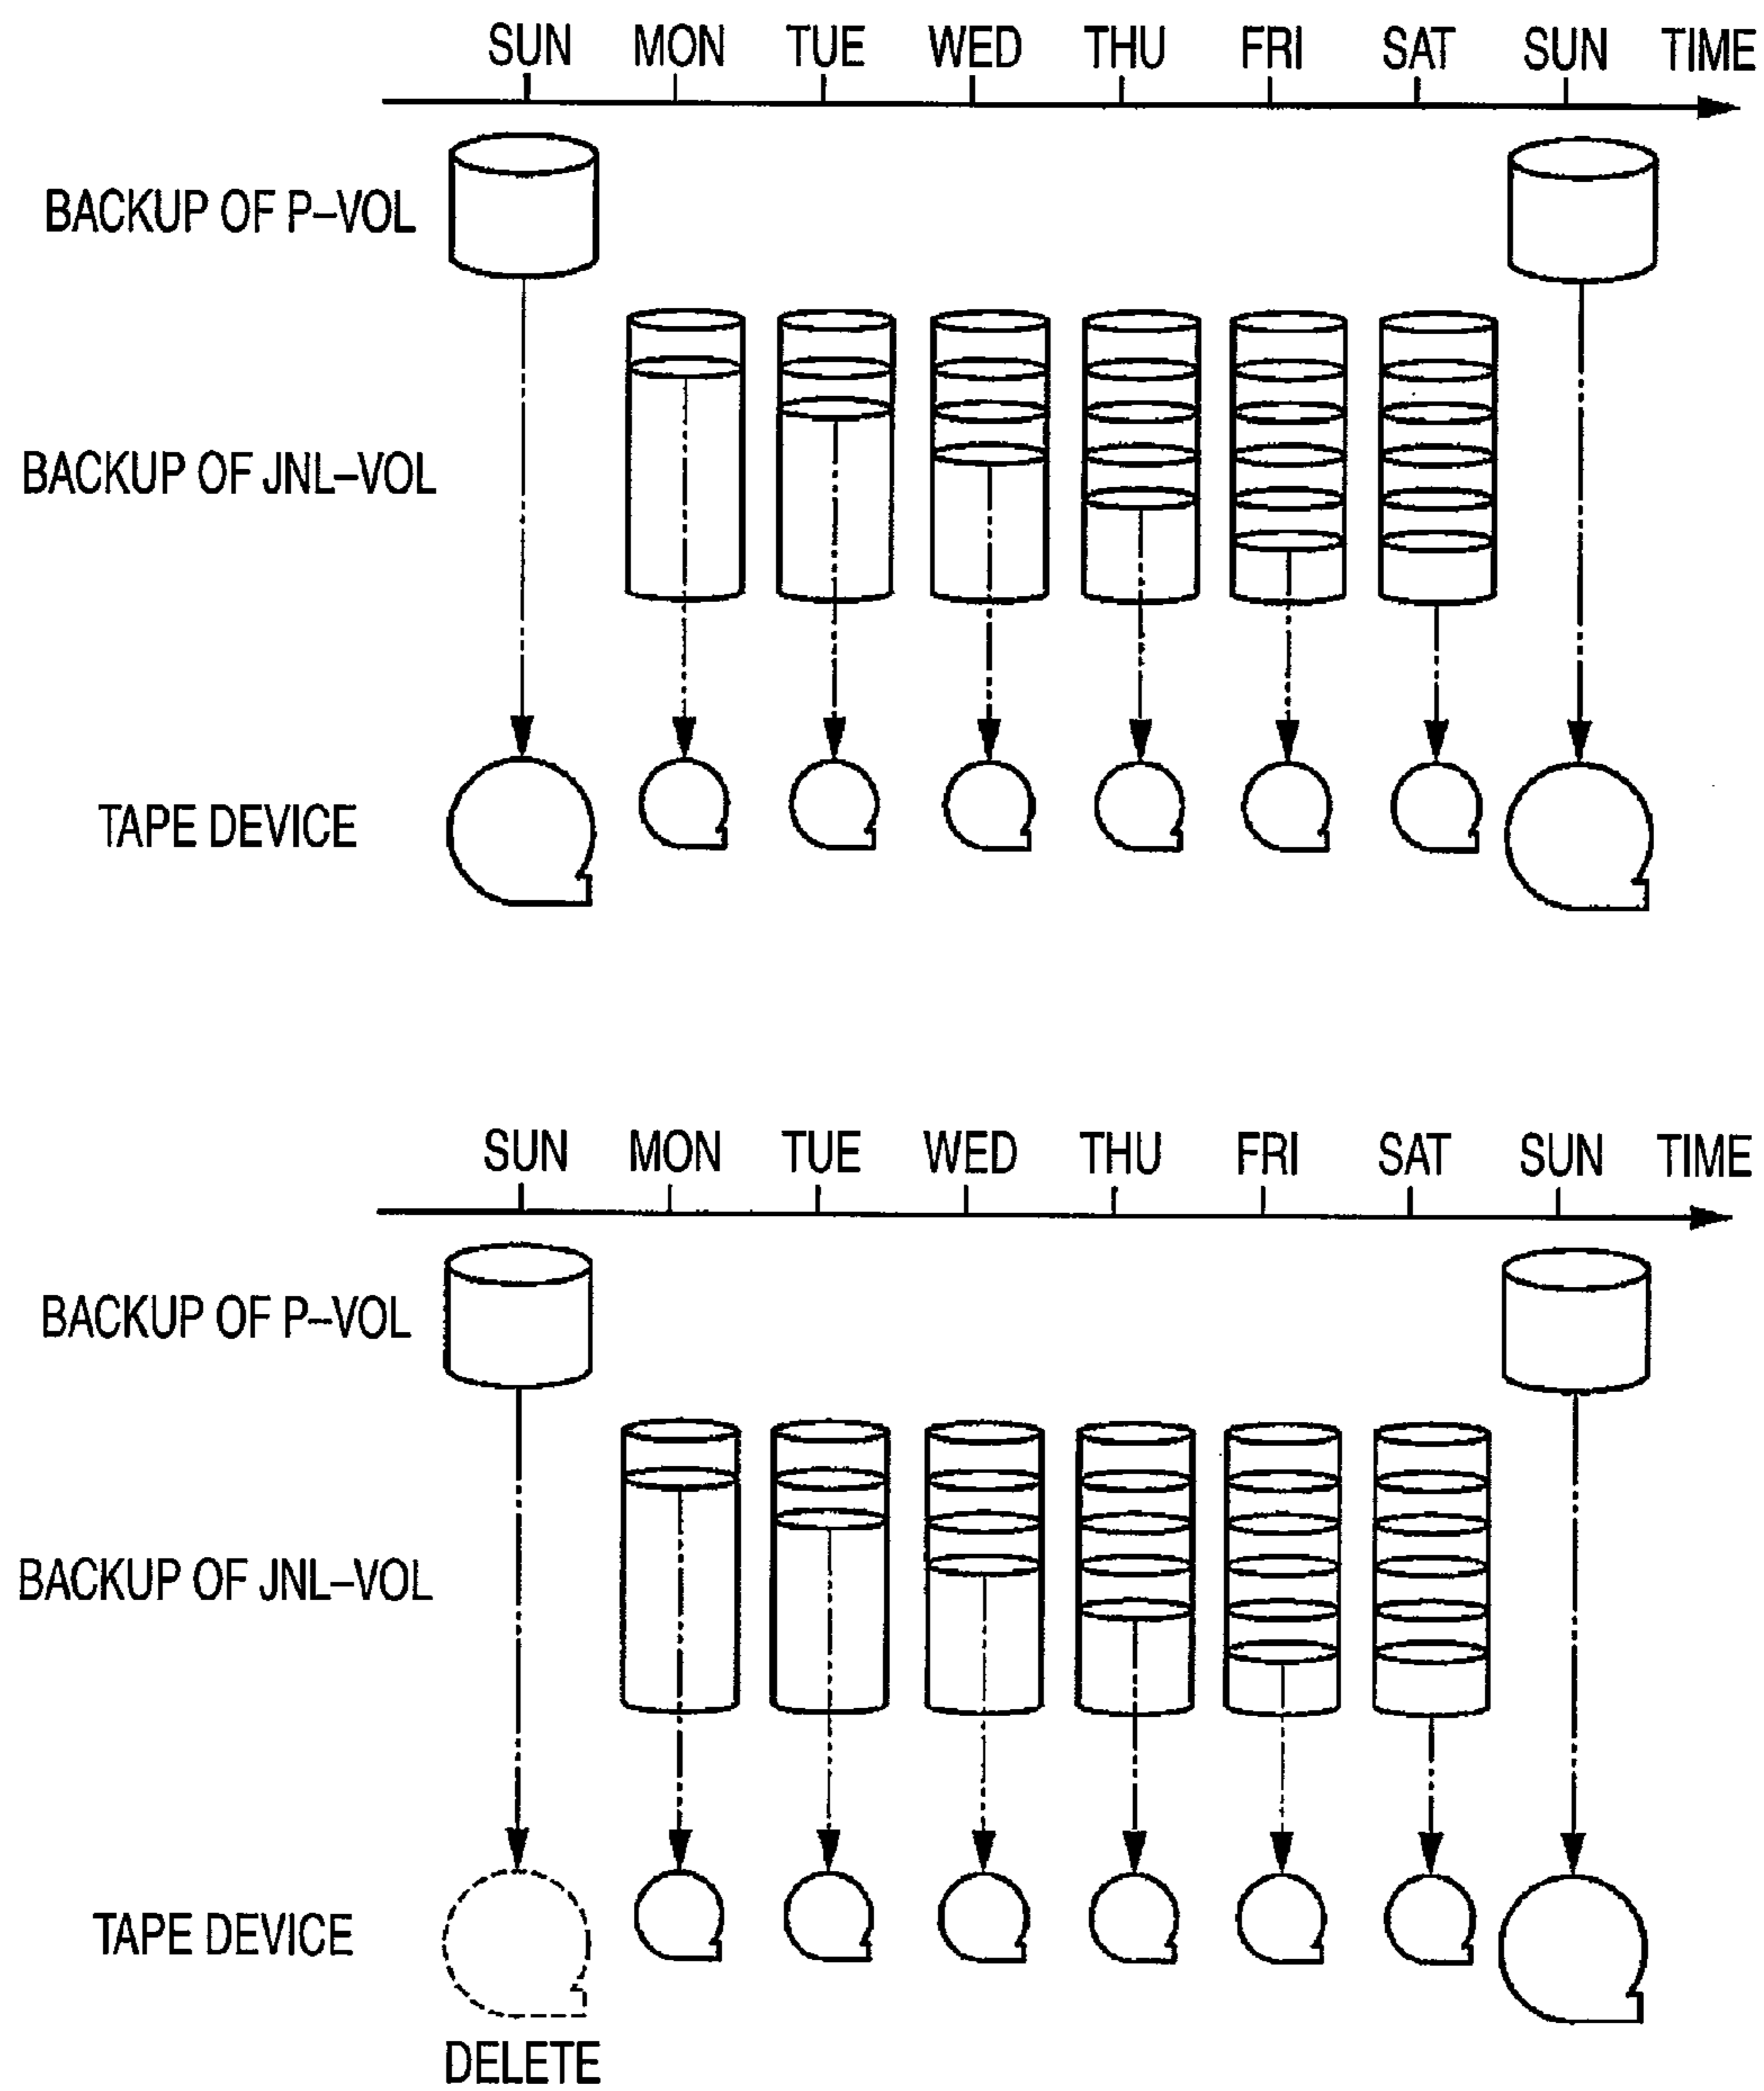 SUN MON TUE WED THU FRI SAT SUN TIME
BACKUP OF P-VOL
BACKUP OF JNL-VOL
TAPE DEVICE
SUN MON TUE WED THU FRI SAT SUN TIME
BACKUP OF P-VOL
BACKUP OF JNL-VOL
TAPE DEVICE
DELETE